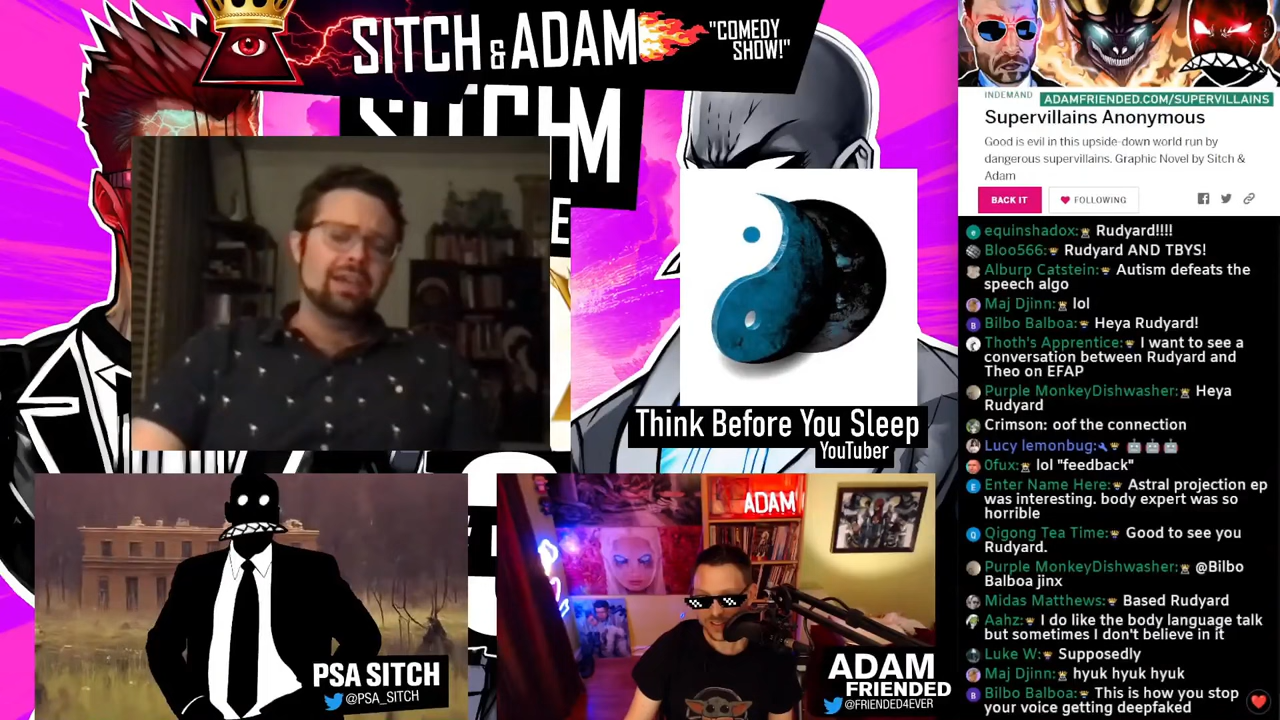 SITCH & ADAM
"COMEDY
SHOW!"
INDEMAND
ADAMFRIENDED.COM/SUPERVILLAINS
Supervillains Anonymous
Good is evil in this upside-down world run by
dangerous supervillains. Graphic Novel by Sitch &
Adam
BACK IT
FOLLOWING
equinshadox: Rudyard!!!!
Bloo566: Rudyard AND TBYS!
Alburp Catstein: Autism defeats the
speech algo
Maj Djinn: lol
Bilbo Balboa: Heya Rudyard!
Thoth's Apprentice: I want to see a
conversation between Rudyard and
Theo on EFAP
Purple MonkeyDishwasher: Heya
Rudyard
Crimson: oof the connection
Lucy lemonbug: 🤖🤖🤖
0fux: lol "feedback"
Enter Name Here: Astral projection ep
was interesting. body expert was so
horrible
Qigong Tea Time: Good to see you
Rudyard.
Purple MonkeyDishwasher: @Bilbo
Balboa jinx
Midas Matthews: Based Rudyard
Aahz: I do like the body language talk
but sometimes I don't believe in it
Luke W: Supposedly
Maj Djinn: hyuk hyuk hyuk
Bilbo Balboa: This is how you stop
your voice getting deepfaked
Think Before You Sleep
YouTuber
PSA SITCH
@PSA_SITCH
ADAM
ADAM
FRIENDED
@FRIENDED4EVER